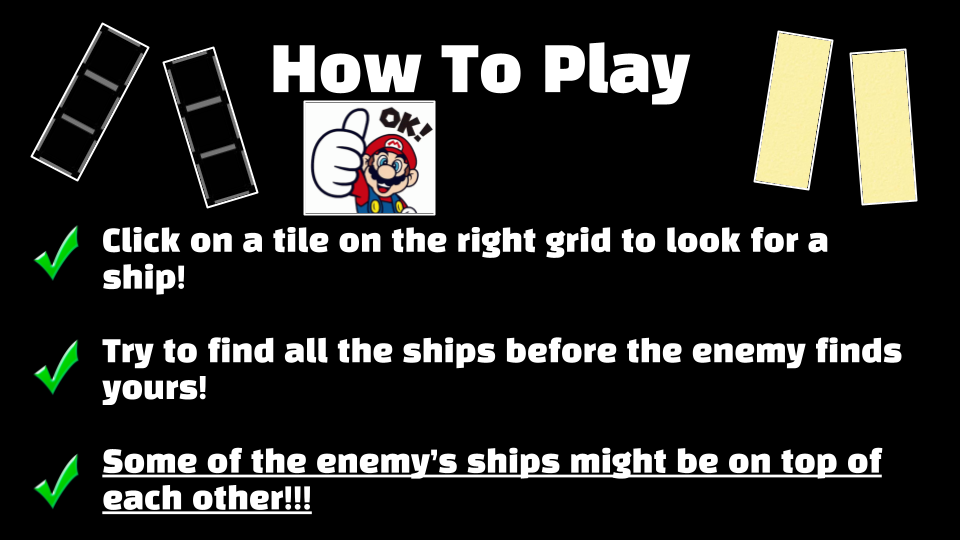 How To Play
OK!
Click on a tile on the right grid to look for a
ship!
Try to find all the ships before the enemy finds
yours!
Some of the enemy's ships might be on top of
each other!!!